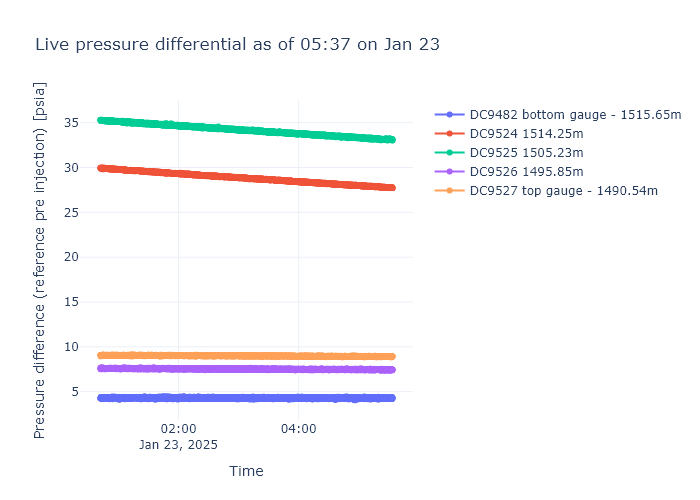 Live pressure differential as of 05:37 on Jan 23
Pressure difference (reference pre injection) [psia]
35
30
25
20
15
10
5
02:00
Jan 23, 2025
04:00
Time
DC9482 bottom gauge - 1515.65m
DC9524 1514.25m
DC9525 1505.23m
DC9526 1495.85m
DC9527 top gauge - 1490.54m